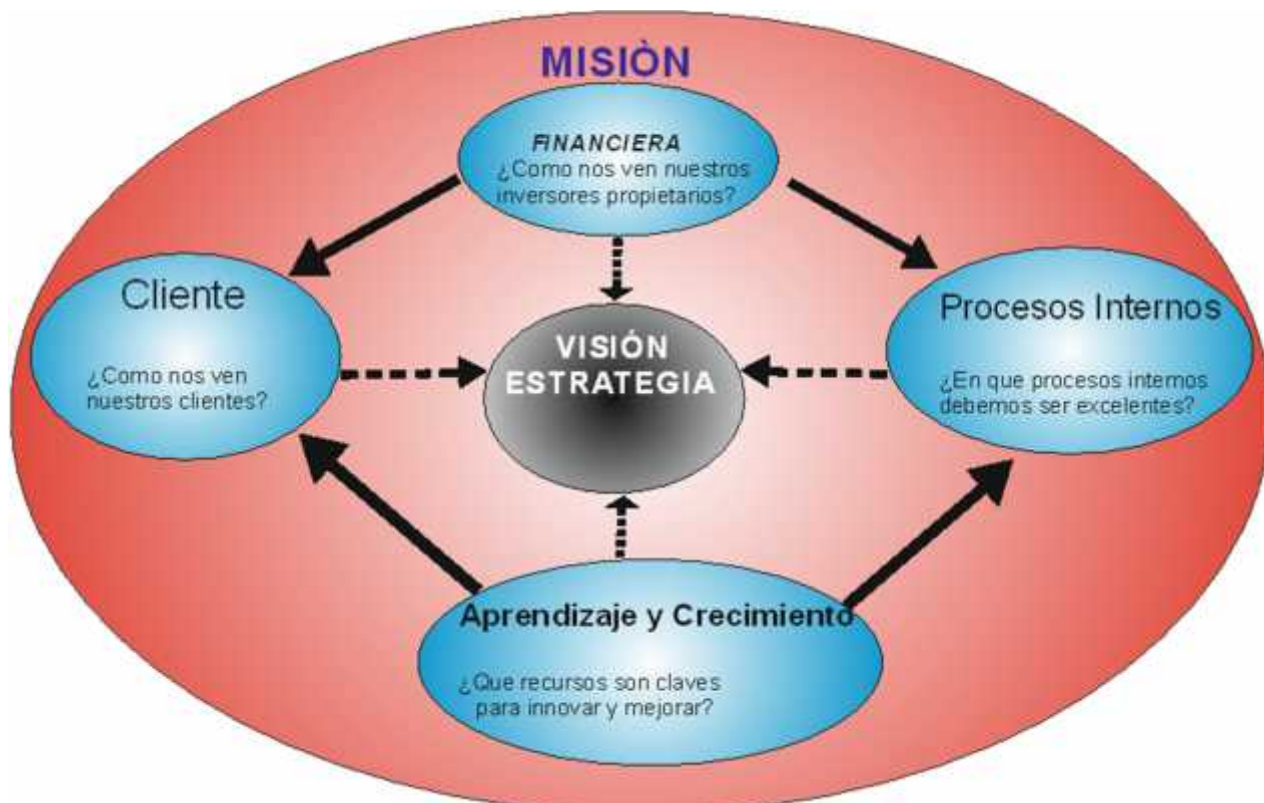 MISIÒN
FINANCIERA
¿Como nos ven nuestros
inversores propietarios?
Cliente
¿Como nos ven
nuestros clientes?
VISIÓN
ESTRATEGIA
Procesos Internos
¿En que procesos internos
debemos ser excelentes?
Aprendizaje y Crecimiento
¿Que recursos son claves
para innovar y mejorar?